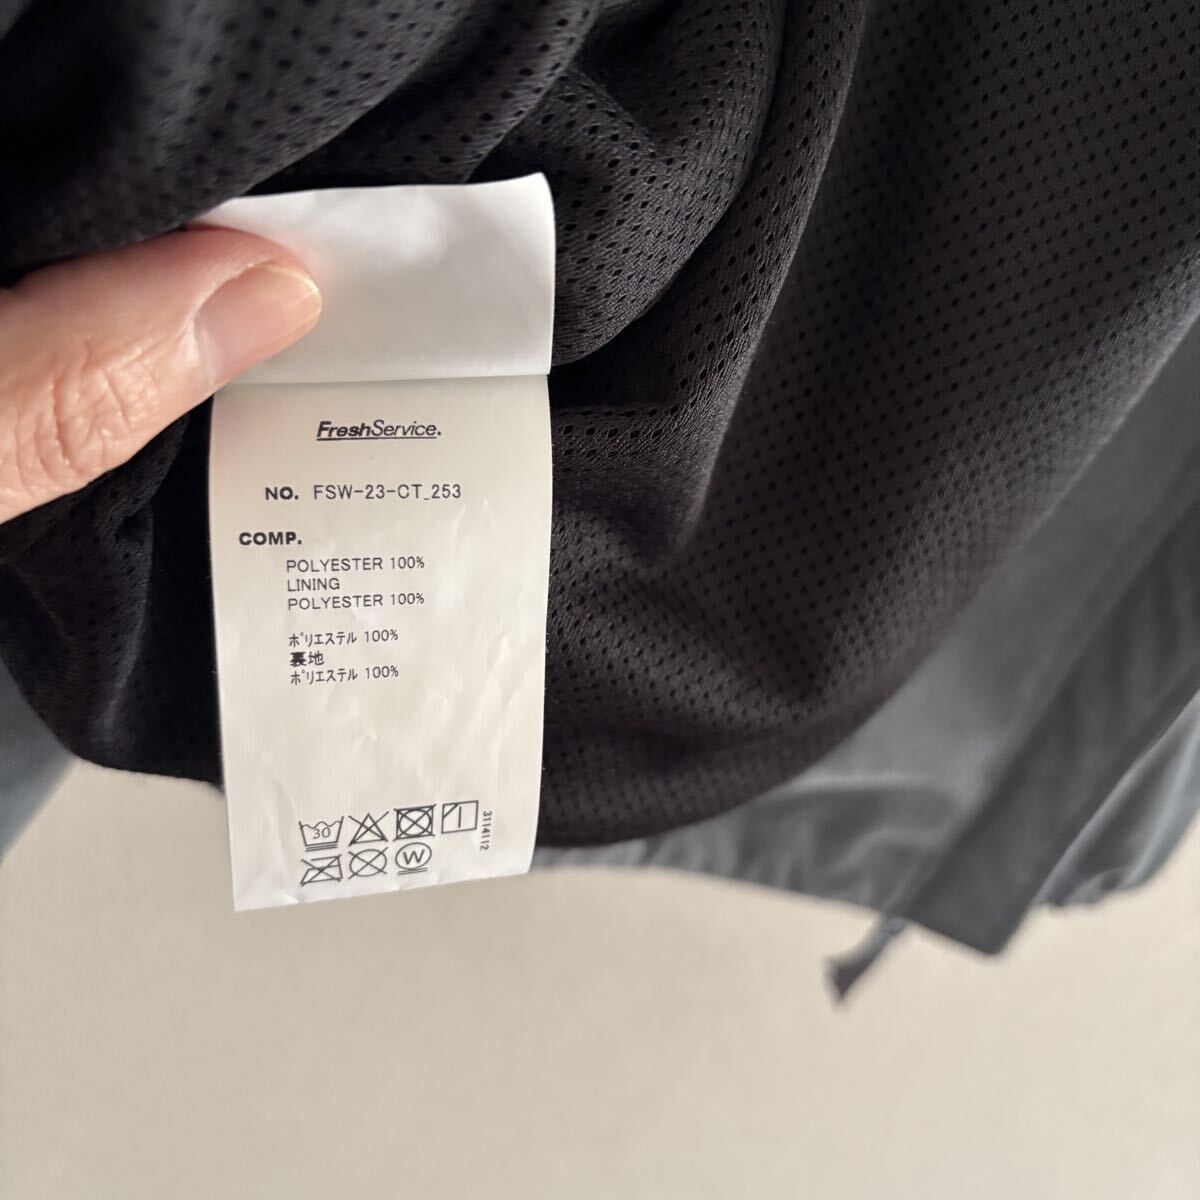 FreshService.
NO. FSW-23-CT_253
COMP.
POLYESTER 100%
LINING
POLYESTER 100%
ﾎﾟﾘｴｽﾃﾙ 100%
裏地
ﾎﾟﾘｴｽﾃﾙ 100%
30
W
3114112